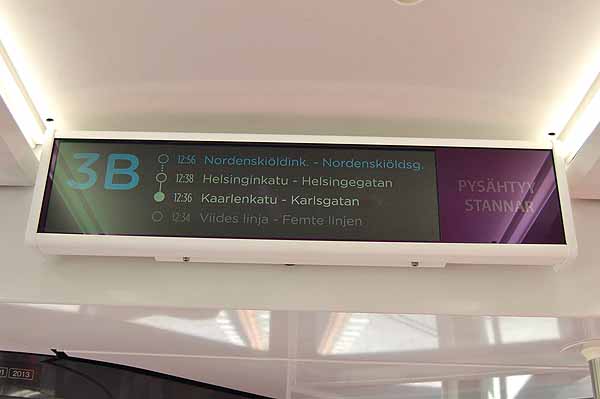 3B
12:56 Nordenskiöldink. - Nordenskiöldsg.
12:38 Helsinginkatu - Helsingegatan
12:36 Kaarlenkatu - Karlsgatan
12:34 Viides linja - Femte linjen
PYSÄHTYY
STANNAR
2013